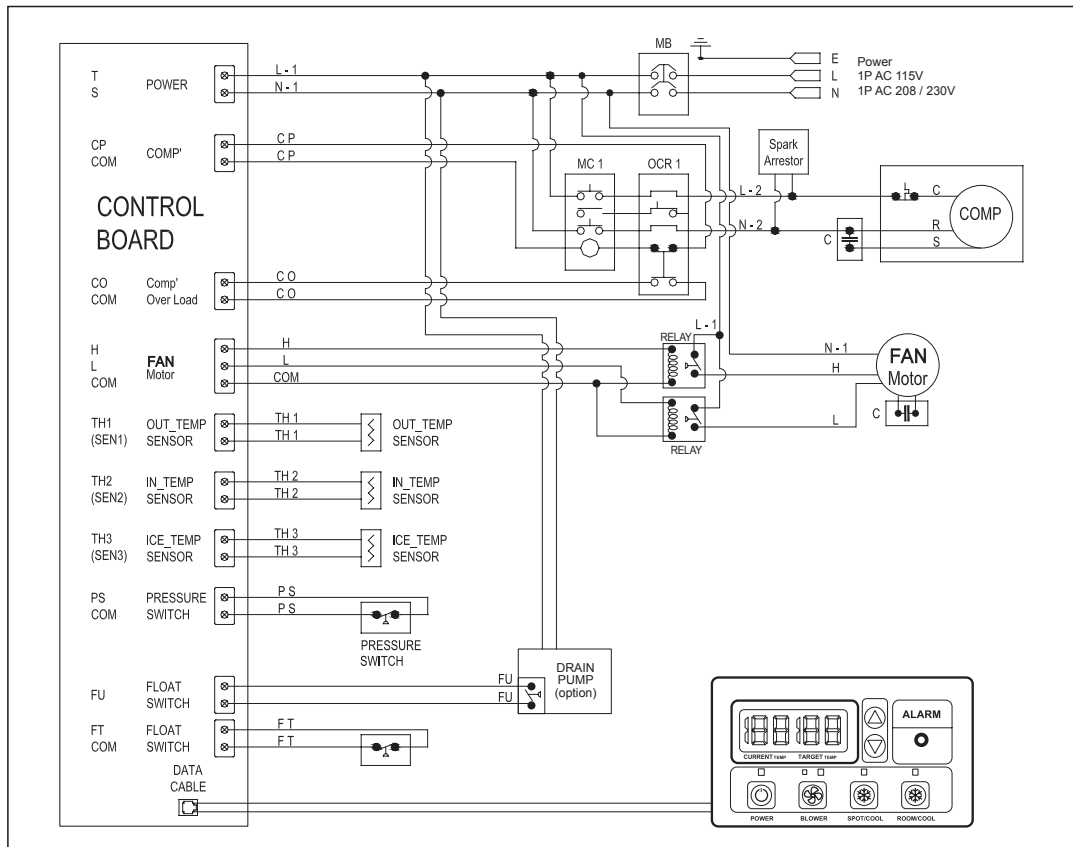 MB
E
L
N
Power
1P AC 115V
1P AC 208 / 230V
T
S
POWER
L - 1
N - 1
CP
COM
COMP'
C P
C P
MC 1
OCR 1
Spark
Arrestor
L - 2
N - 2
C
C
R
S
COMP
CONTROL
BOARD
CO
COM
Comp'
Over Load
C O
C O
H
L
COM
FAN
Motor
H
L
COM
RELAY
L - 1
RELAY
N - 1
H
L
FAN
Motor
C
TH1
(SEN1)
OUT_TEMP
SENSOR
TH 1
TH 1
OUT_TEMP
SENSOR
TH2
(SEN2)
IN_TEMP
SENSOR
TH 2
TH 2
IN_TEMP
SENSOR
TH3
(SEN3)
ICE_TEMP
SENSOR
TH 3
TH 3
ICE_TEMP
SENSOR
PS
COM
PRESSURE
SWITCH
P S
P S
PRESSURE
SWITCH
FU
FLOAT
SWITCH
FU
FU
DRAIN
PUMP
(option)
FT
COM
FLOAT
SWITCH
F T
F T
DATA
CABLE
188 188
CURRENT TEMP TARGET TEMP
ALARM
POWER BLOWER SPOT/COOL ROOM/COOL